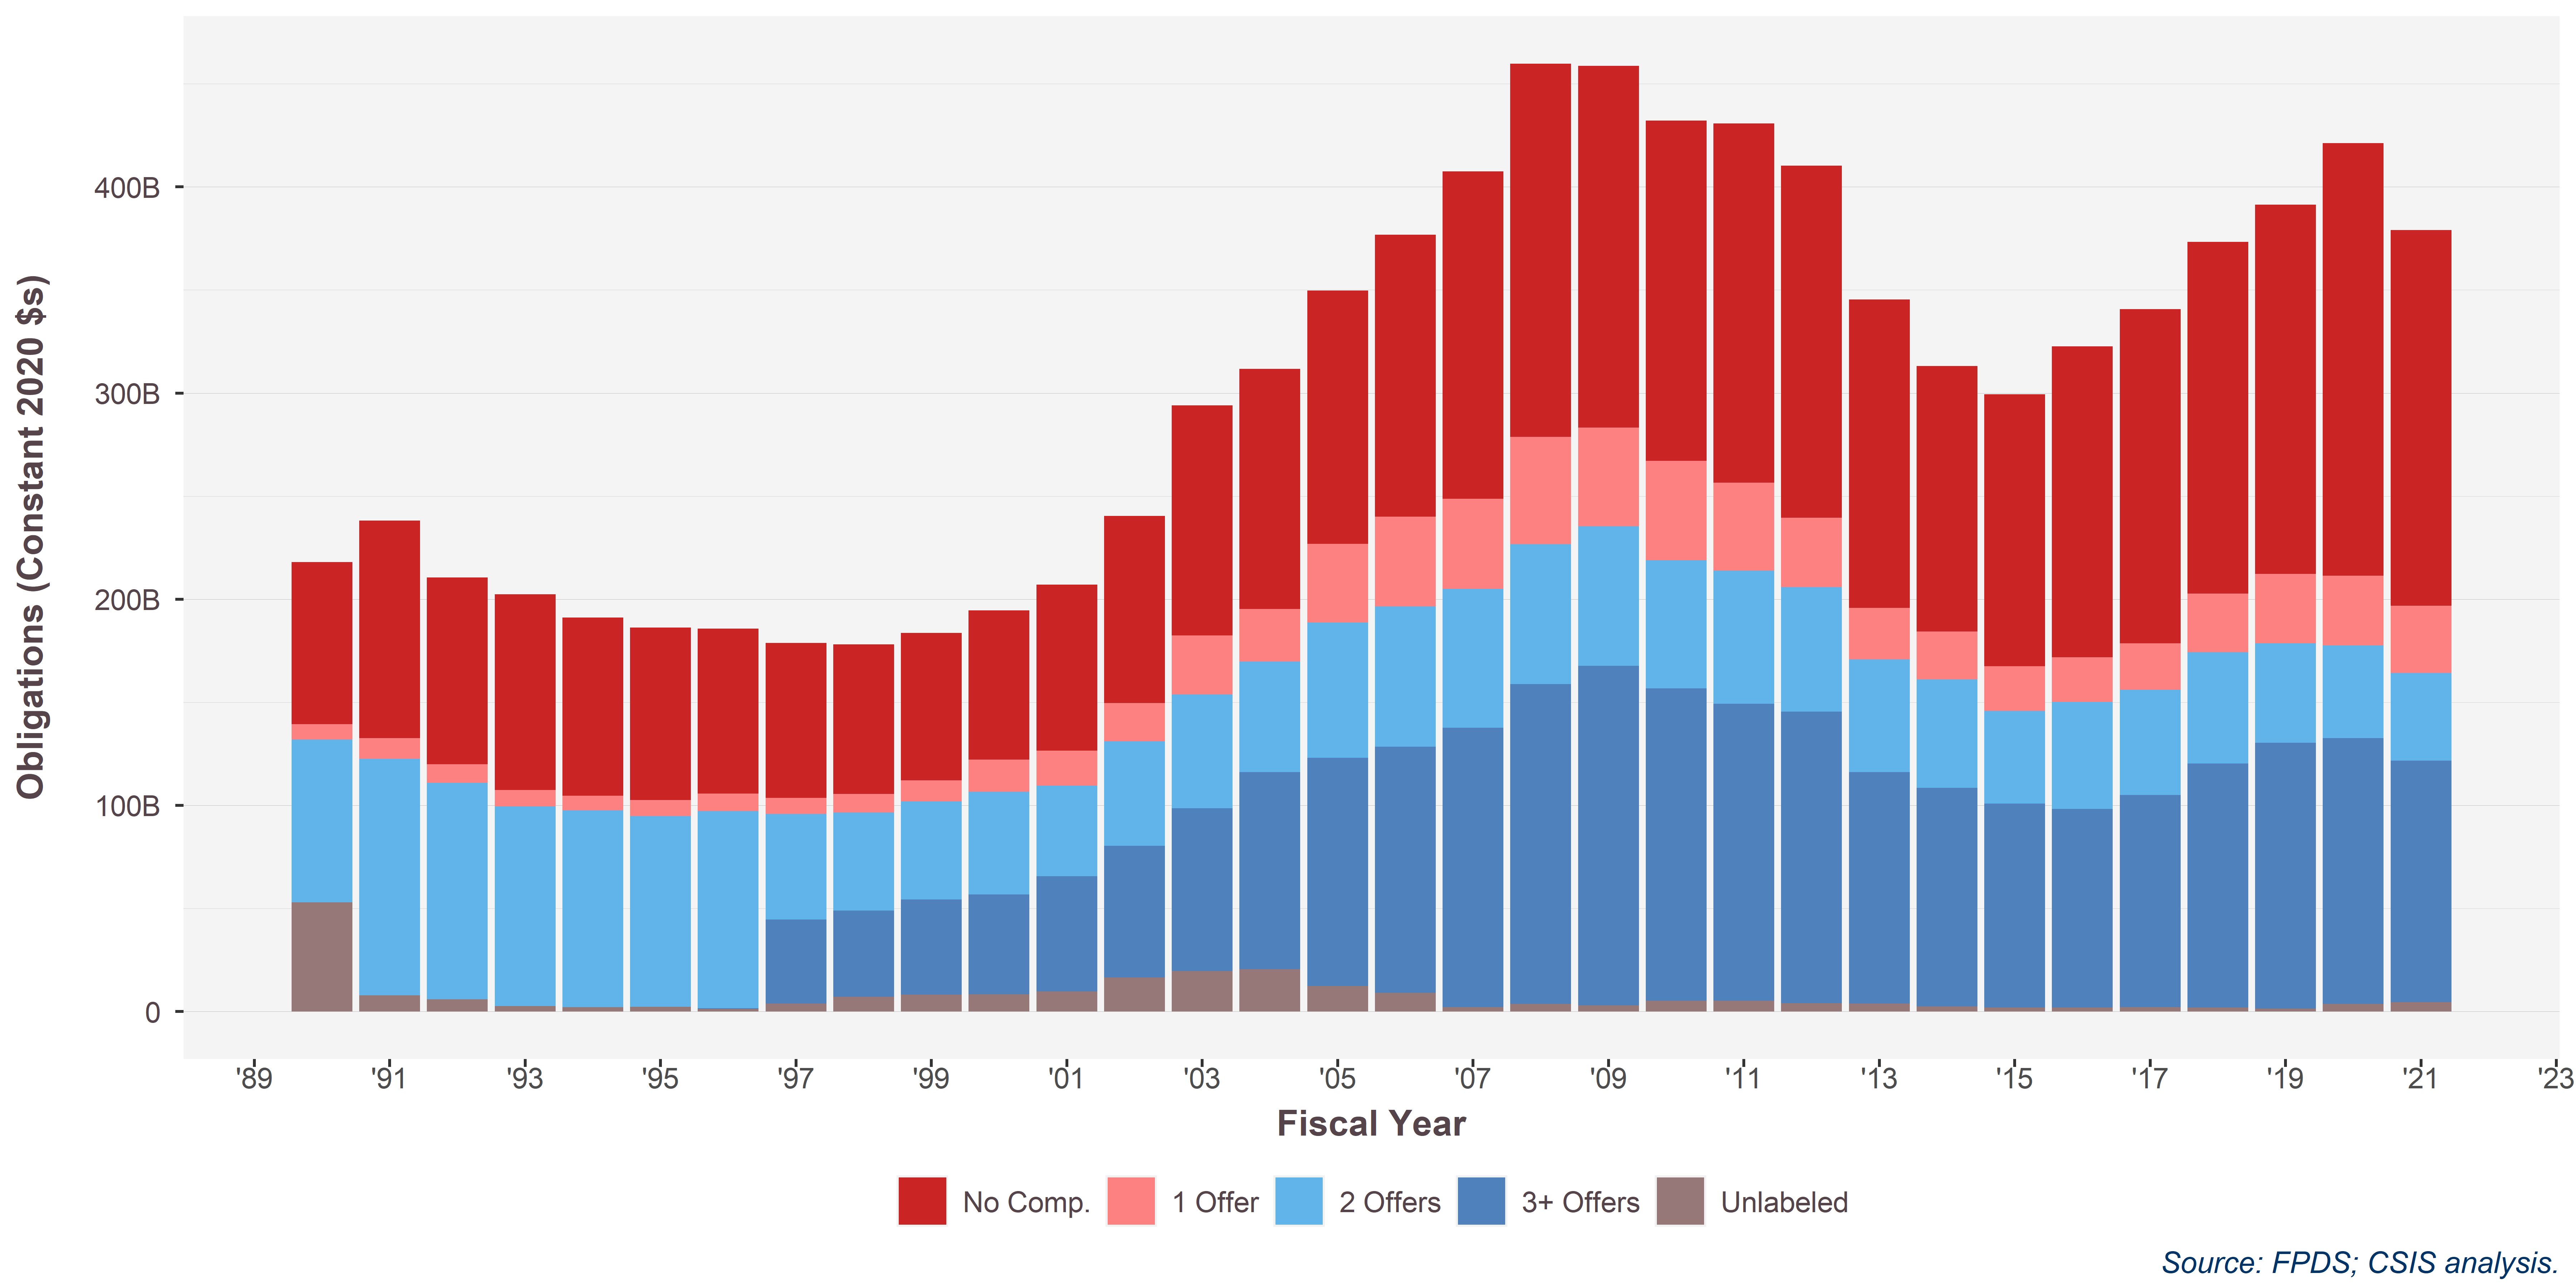 Obligations (Constant 2020 $s)
400B
300B
200B
100B
0
'89 '91 '93 '95 '97 '99 '01 '03 '05 '07 '09 '11 '13 '15 '17 '19 '21 '23
Fiscal Year
No Comp. 1 Offer 2 Offers 3+ Offers Unlabeled
Source: FPDS; CSIS analysis.